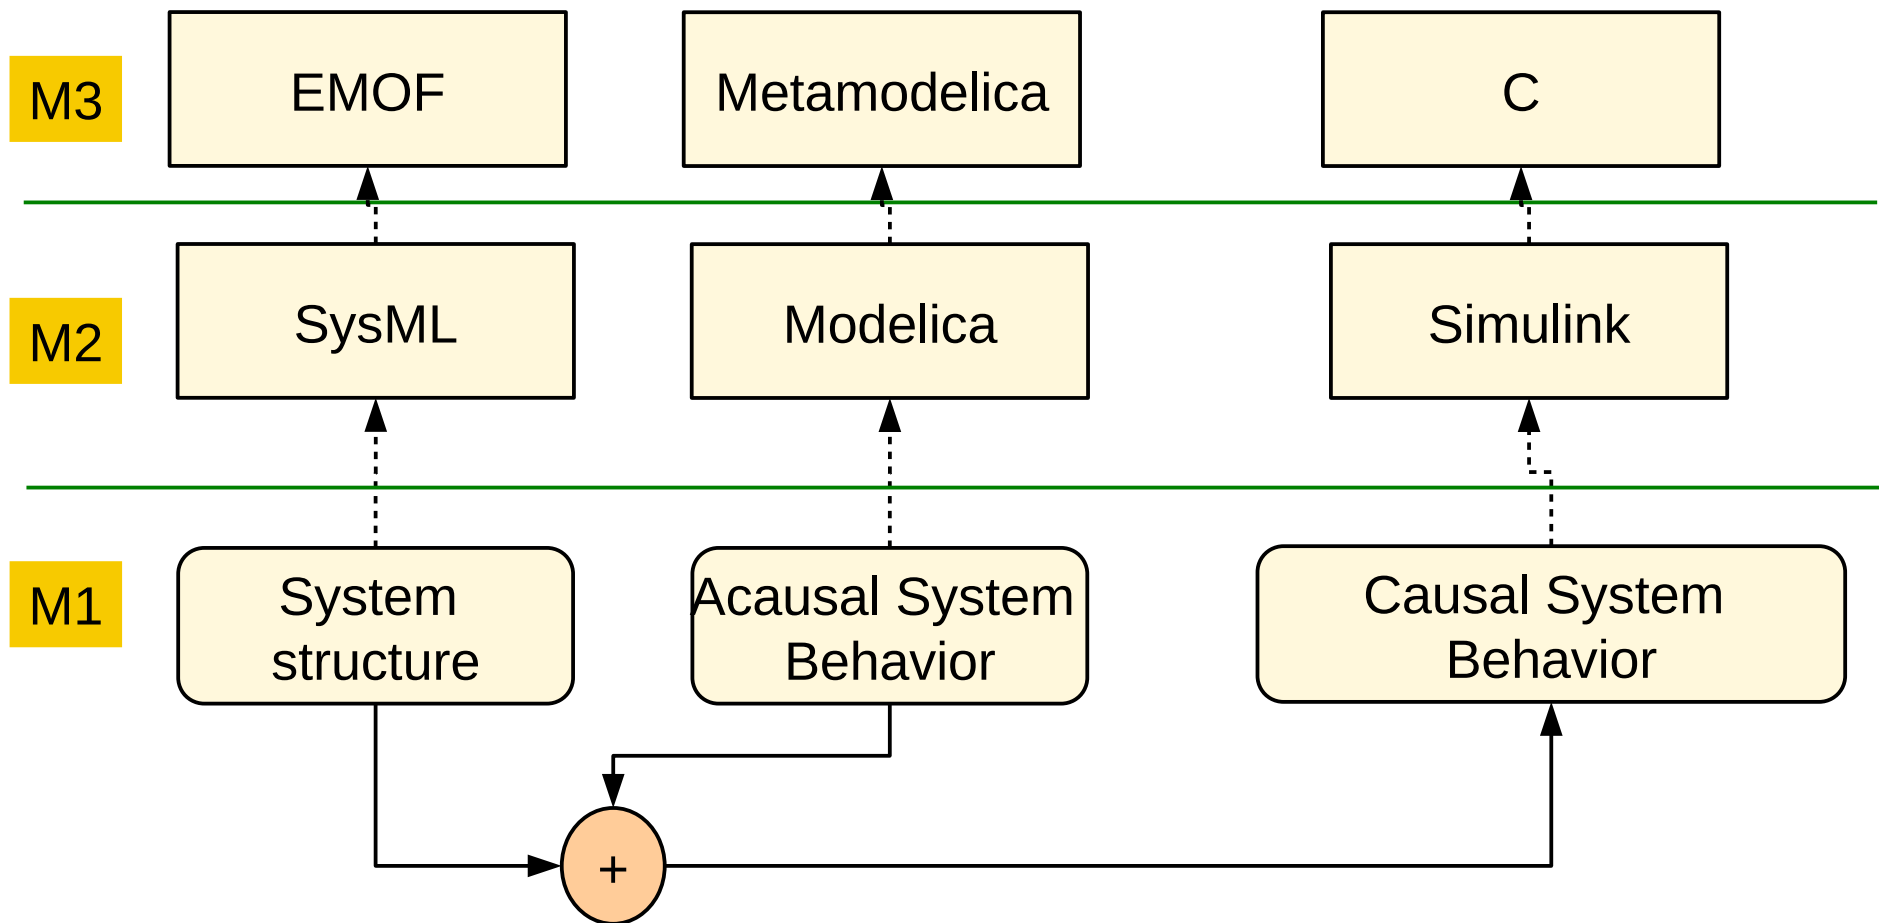 M3
EMOF
Metamodelica
C
M2
SysML
Modelica
Simulink
M1
System
structure
Acausal System
Behavior
Causal System
Behavior
+